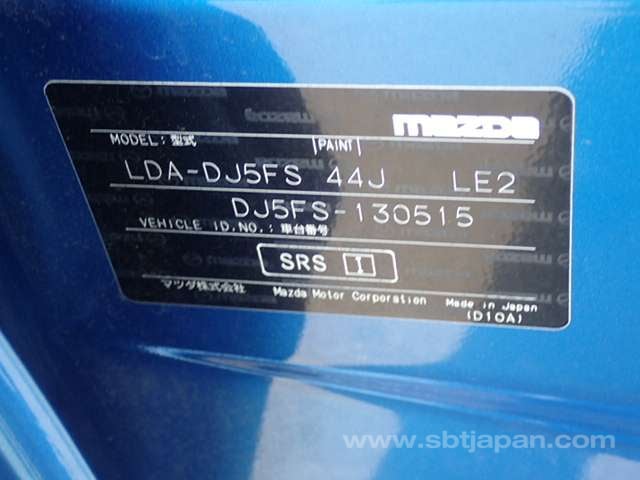 mazda
MODEL: 型式 PAINT
LDA-DJ5FS 44J LE2
DJ5FS-130515
VEHICLE ID.NO.: 車台番号
SRS I
マツダ株式会社 Mazda Motor Corporation Made in Japan
(D10A)
www.sbtjapan.com